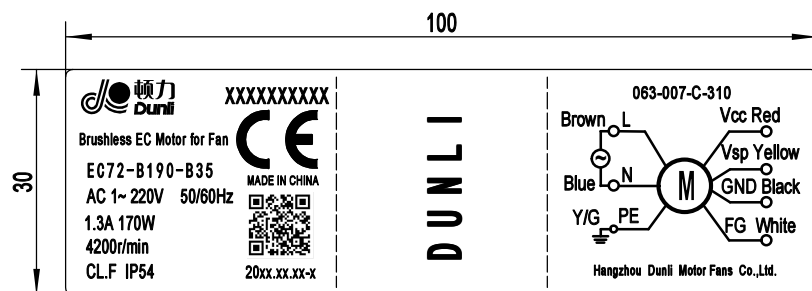 100
30
顿力
Dunli
XXXXXXXXXX
Brushless EC Motor for Fan
CE
EC72-B190-B35
MADE IN CHINA
AC 1~ 220V 50/60Hz
1.3A 170W
4200r/min
CL.F IP54
20xx.xx.xx-x
DUNLI
063-007-C-310
Brown L
Blue N
Y/G PE
M
Vcc Red
Vsp Yellow
GND Black
FG White
Hangzhou Dunli Motor Fans Co.,Ltd.